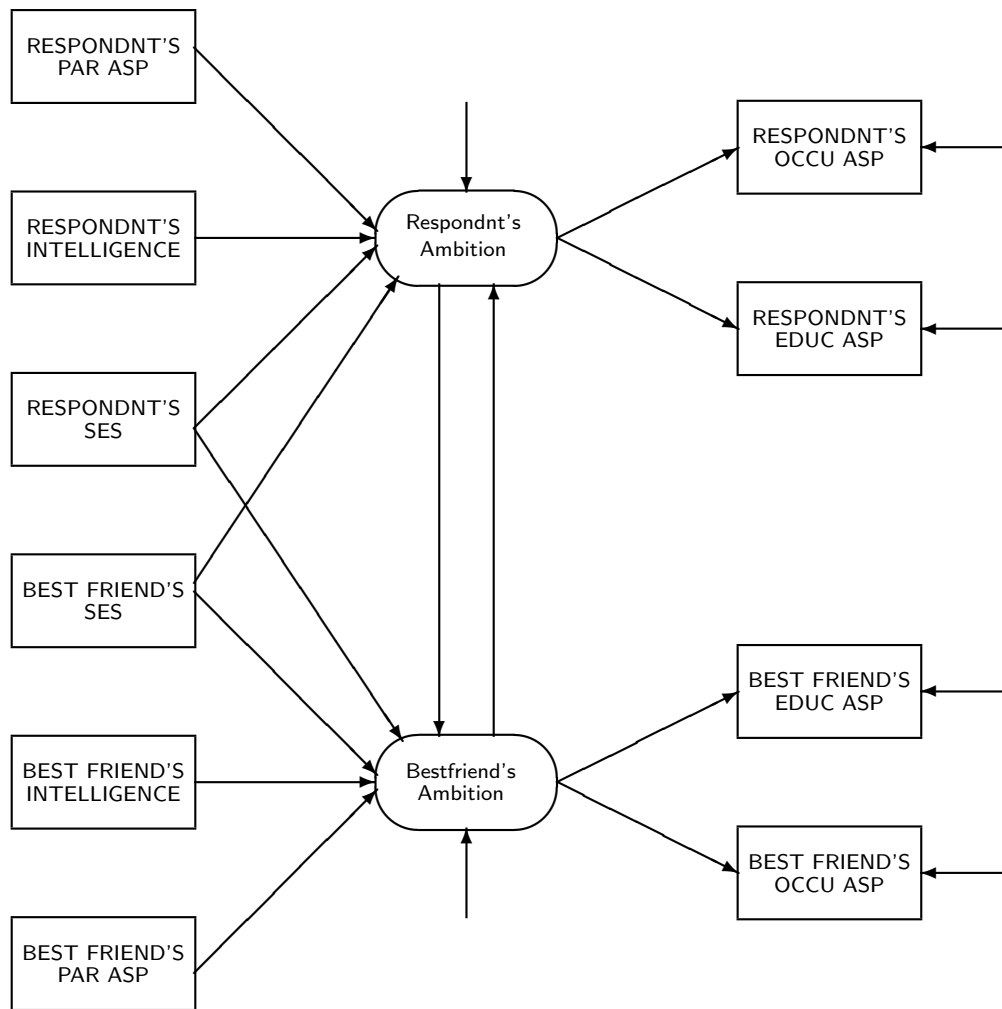 RESPONDNT'S
PAR ASP
RESPONDNT'S
INTELLIGENCE
RESPONDNT'S
SES
BEST FRIEND'S
SES
BEST FRIEND'S
INTELLIGENCE
BEST FRIEND'S
PAR ASP
Respondnt's
Ambition
Bestfriend's
Ambition
RESPONDNT'S
OCCU ASP
RESPONDNT'S
EDUC ASP
BEST FRIEND'S
EDUC ASP
BEST FRIEND'S
OCCU ASP